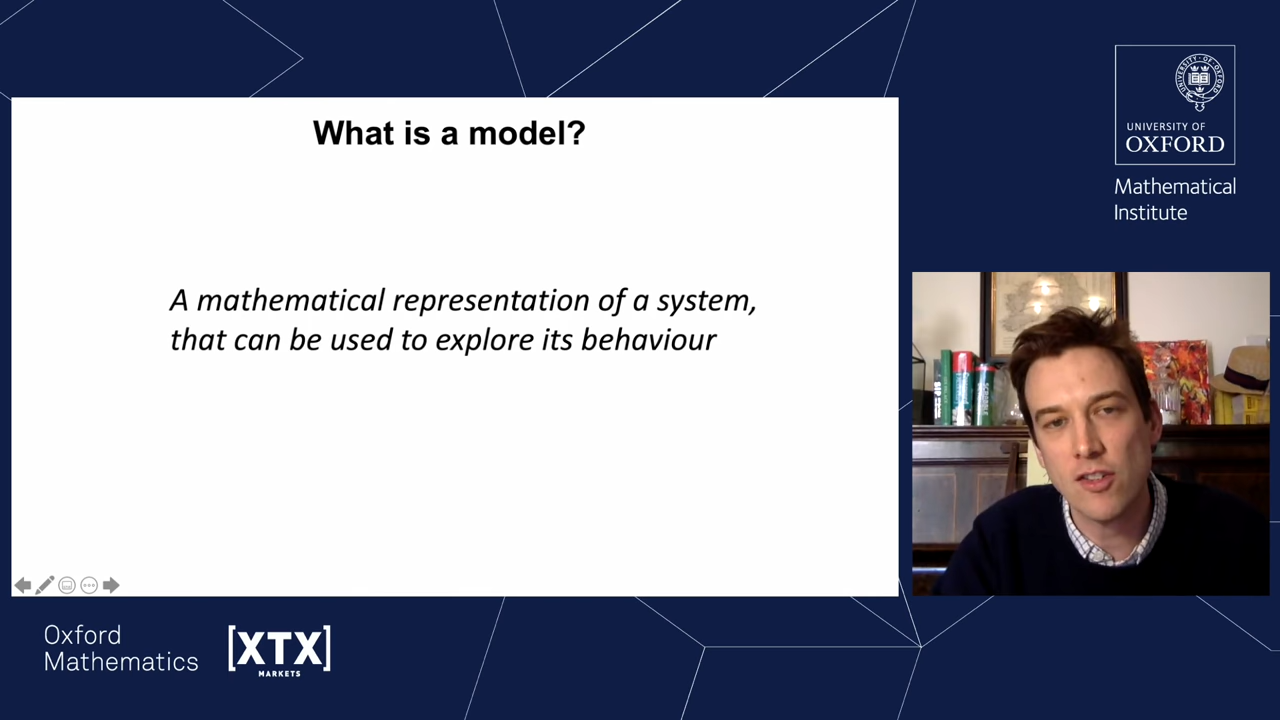 What is a model?
A mathematical representation of a system,
that can be used to explore its behaviour
UNIVERSITY OF
OXFORD
Mathematical
Institute
Oxford
Mathematics
[XTX]
MARKETS